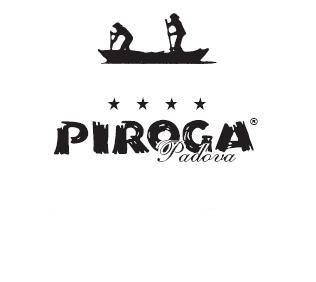 ★ ★ ★ ★
PIROGA®
Padova